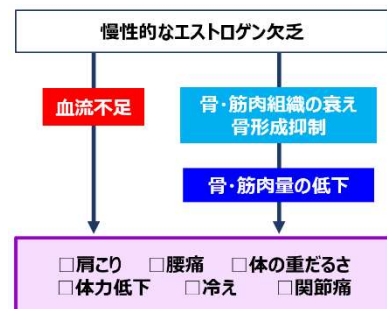 慢性的なエストロゲン欠乏
血流不足
骨・筋肉組織の衰え
骨形成抑制
骨・筋肉量の低下
□肩こり □腰痛 □体の重だるさ
□体力低下 □冷え □関節痛